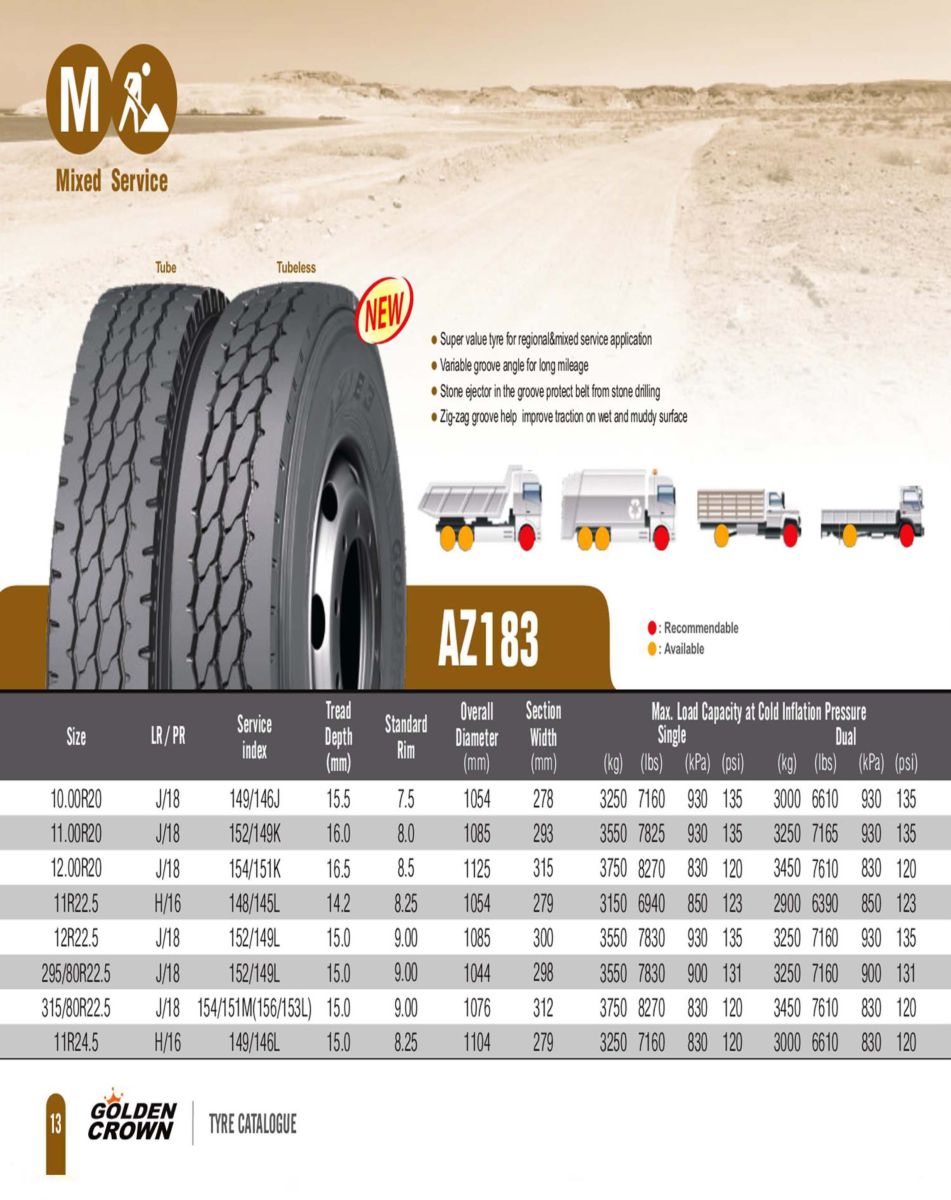 M
Mixed Service
Tube
Tubeless
NEW
Super value tyre for regional&mixed service application
Variable groove angle for long mileage
Stone ejector in the groove protect belt from stone drilling
Zig-zag groove help improve traction on wet and muddy surface
AZ183
: Recommendable
: Available
Size LR / PR Service index Tread Depth (mm) Standard Rim Overall Diameter (mm) Section Width (mm) Max. Load Capacity at Cold Inflation Pressure
Single Dual
(kg) (lbs) (kPa) (psi) (kg) (lbs) (kPa) (psi)
10.00R20 J/18 149/146J 15.5 7.5 1054 278 3250 7160 930 135 3000 6610 930 135
11.00R20 J/18 152/149K 16.0 8.0 1085 293 3550 7825 930 135 3250 7165 930 135
12.00R20 J/18 154/151K 16.5 8.5 1125 315 3750 8270 830 120 3450 7610 830 120
11R22.5 H/16 148/145L 14.2 8.25 1054 279 3150 6940 850 123 2900 6390 850 123
12R22.5 J/18 152/149L 15.0 9.00 1085 300 3550 7830 930 135 3250 7160 930 135
295/80R22.5 J/18 152/149L 15.0 9.00 1044 298 3550 7830 900 131 3250 7160 900 131
315/80R22.5 J/18 154/151M(156/153L) 15.0 9.00 1076 312 3750 8270 830 120 3450 7610 830 120
11R24.5 H/16 149/146L 15.0 8.25 1104 279 3250 7160 830 120 3000 6610 830 120
13
GOLDEN
CROWN
TYRE CATALOGUE